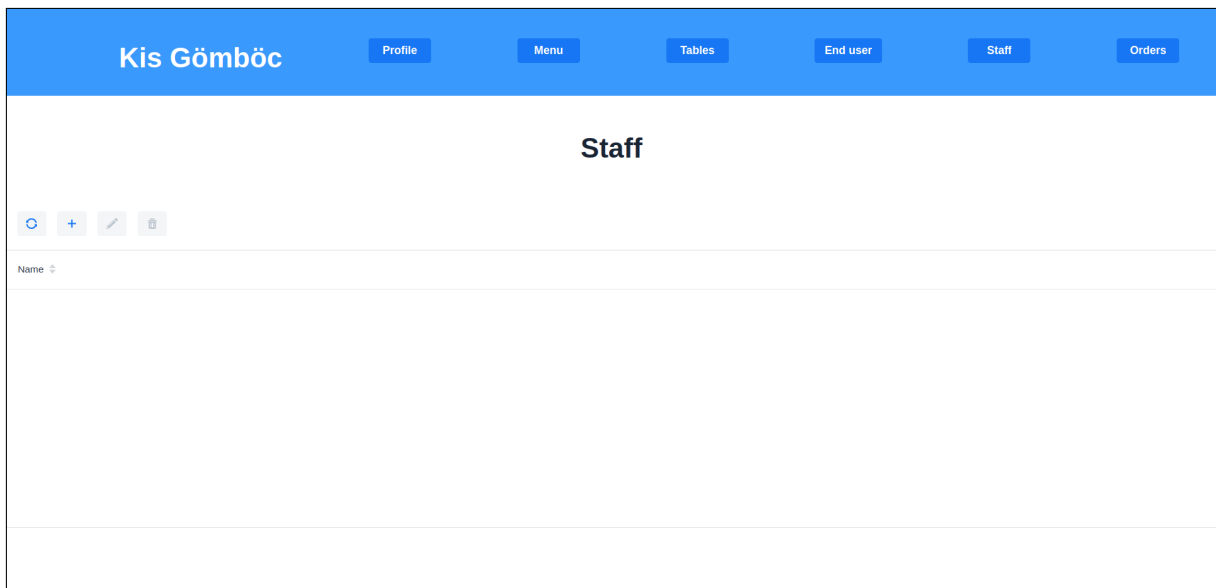 Kis Gömböc
Profile
Menu
Tables
End user
Staff
Orders
Staff
Name